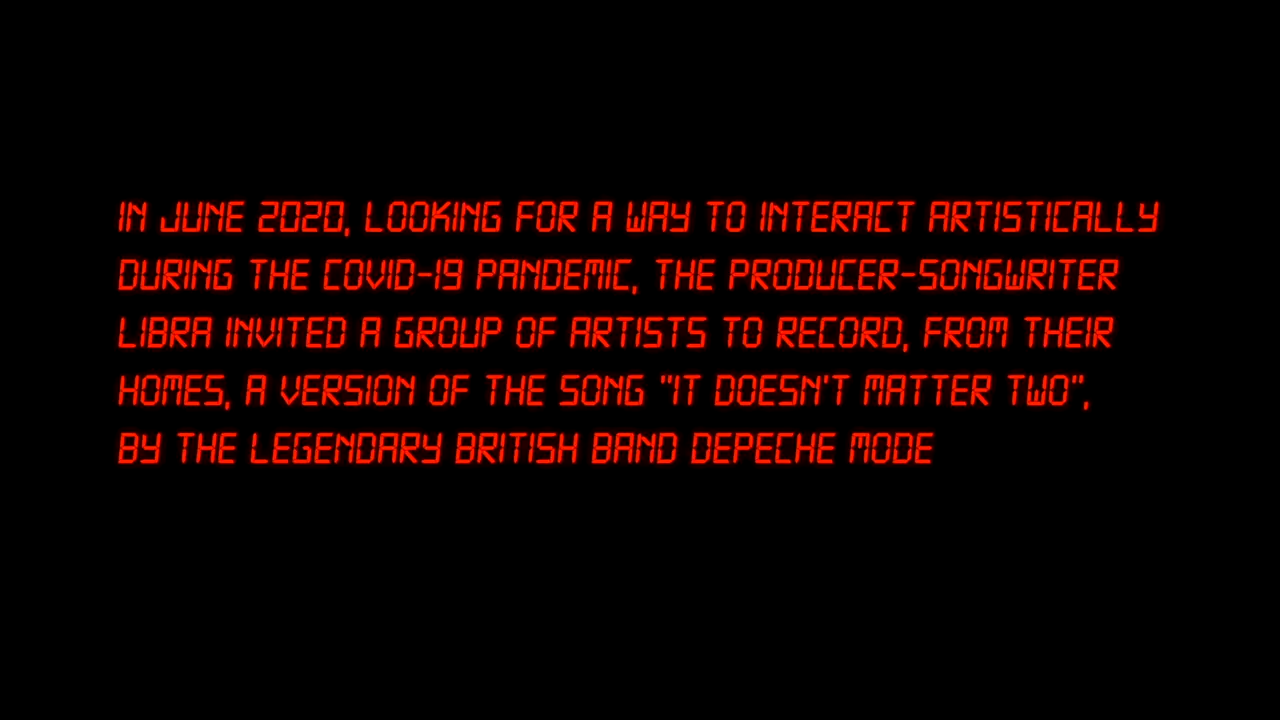 IN JUNE 2020, LOOKING FOR A WAY TO INTERACT ARTISTICALLY
DURING THE COVID-19 PANDEMIC, THE PRODUCER-SONGWRITER
LIBRA INVITED A GROUP OF ARTISTS TO RECORD, FROM THEIR
HOMES, A VERSION OF THE SONG "IT DOESN'T MATTER TWO",
BY THE LEGENDARY BRITISH BAND DEPECHE MODE